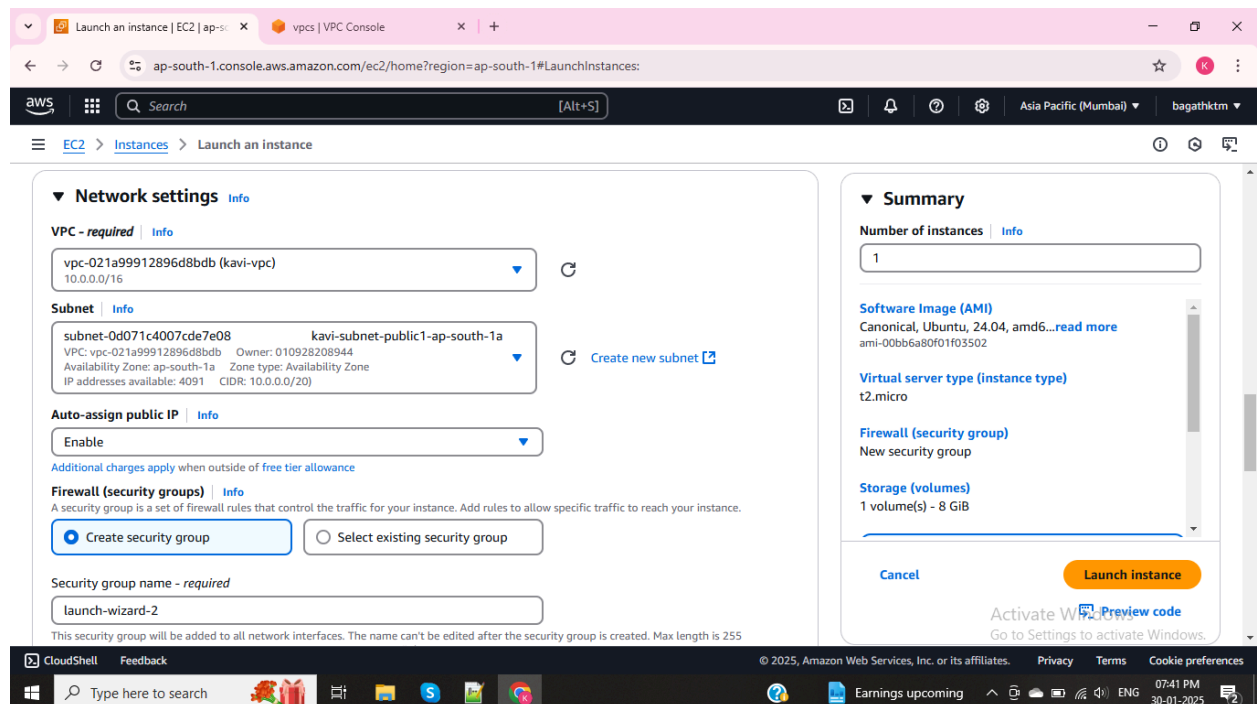 Launch an instance | EC2 | ap-sc
vpcs | VPC Console
ap-south-1.console.aws.amazon.com/ec2/home?region=ap-south-1#LaunchInstances:
K
aws
Search
[Alt+S]
Asia Pacific (Mumbai)
bagathktm
EC2 > Instances > Launch an instance
Network settings Info
VPC - required Info
vpc-021a99912896d8bdb (kavi-vpc)
10.0.0.0/16
Subnet Info
subnet-0d071c4007cde7e08 kavi-subnet-public1-ap-south-1a
VPC: vpc-021a99912896d8bdb Owner: 010928208944
Availability Zone: ap-south-1a Zone type: Availability Zone
IP addresses available: 4091 CIDR: 10.0.0.0/20)
Create new subnet
Auto-assign public IP Info
Enable
Additional charges apply when outside of free tier allowance
Firewall (security groups) Info
A security group is a set of firewall rules that control the traffic for your instance. Add rules to allow specific traffic to reach your instance.
Create security group
Select existing security group
Security group name - required
launch-wizard-2
This security group will be added to all network interfaces. The name can't be edited after the security group is created. Max length is 255
Summary
Number of instances Info
1
Software Image (AMI)
Canonical, Ubuntu, 24.04, amd6...read more
ami-00bb6a80f01f03502
Virtual server type (instance type)
t2.micro
Firewall (security group)
New security group
Storage (volumes)
1 volume(s) - 8 GiB
Cancel
Launch instance
Preview code
Activate Windows
Go to Settings to activate Windows.
CloudShell Feedback
© 2025, Amazon Web Services, Inc. or its affiliates. Privacy Terms Cookie preferences
Type here to search
Earnings upcoming
ENG
07:41 PM
30-01-2025
2